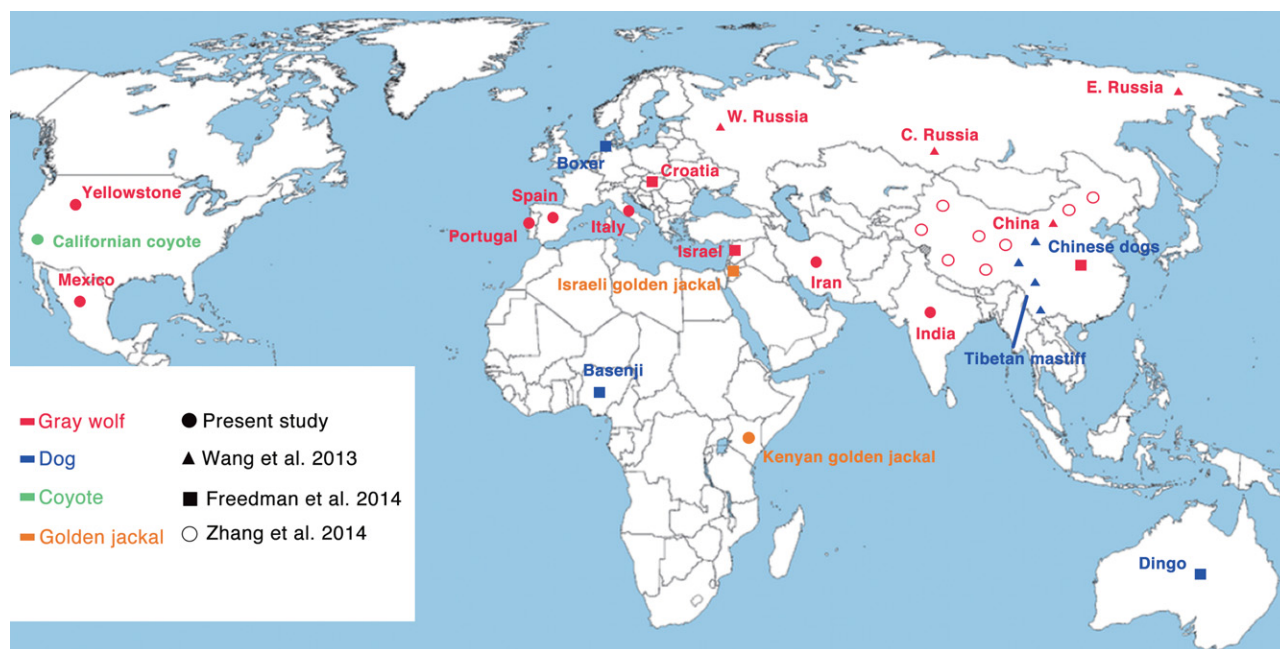 E. Russia
W. Russia
C. Russia
Boxer
Croatia
Yellowstone
Spain
Italy
Portugal
China
Californian coyote
Israel
Chinese dogs
Mexico
Israeli golden jackal
Iran
India
Tibetan mastiff
Basenji
Kenyan golden jackal
Dingo
Gray wolf
Dog
Coyote
Golden jackal
Present study
Wang et al. 2013
Freedman et al. 2014
Zhang et al. 2014